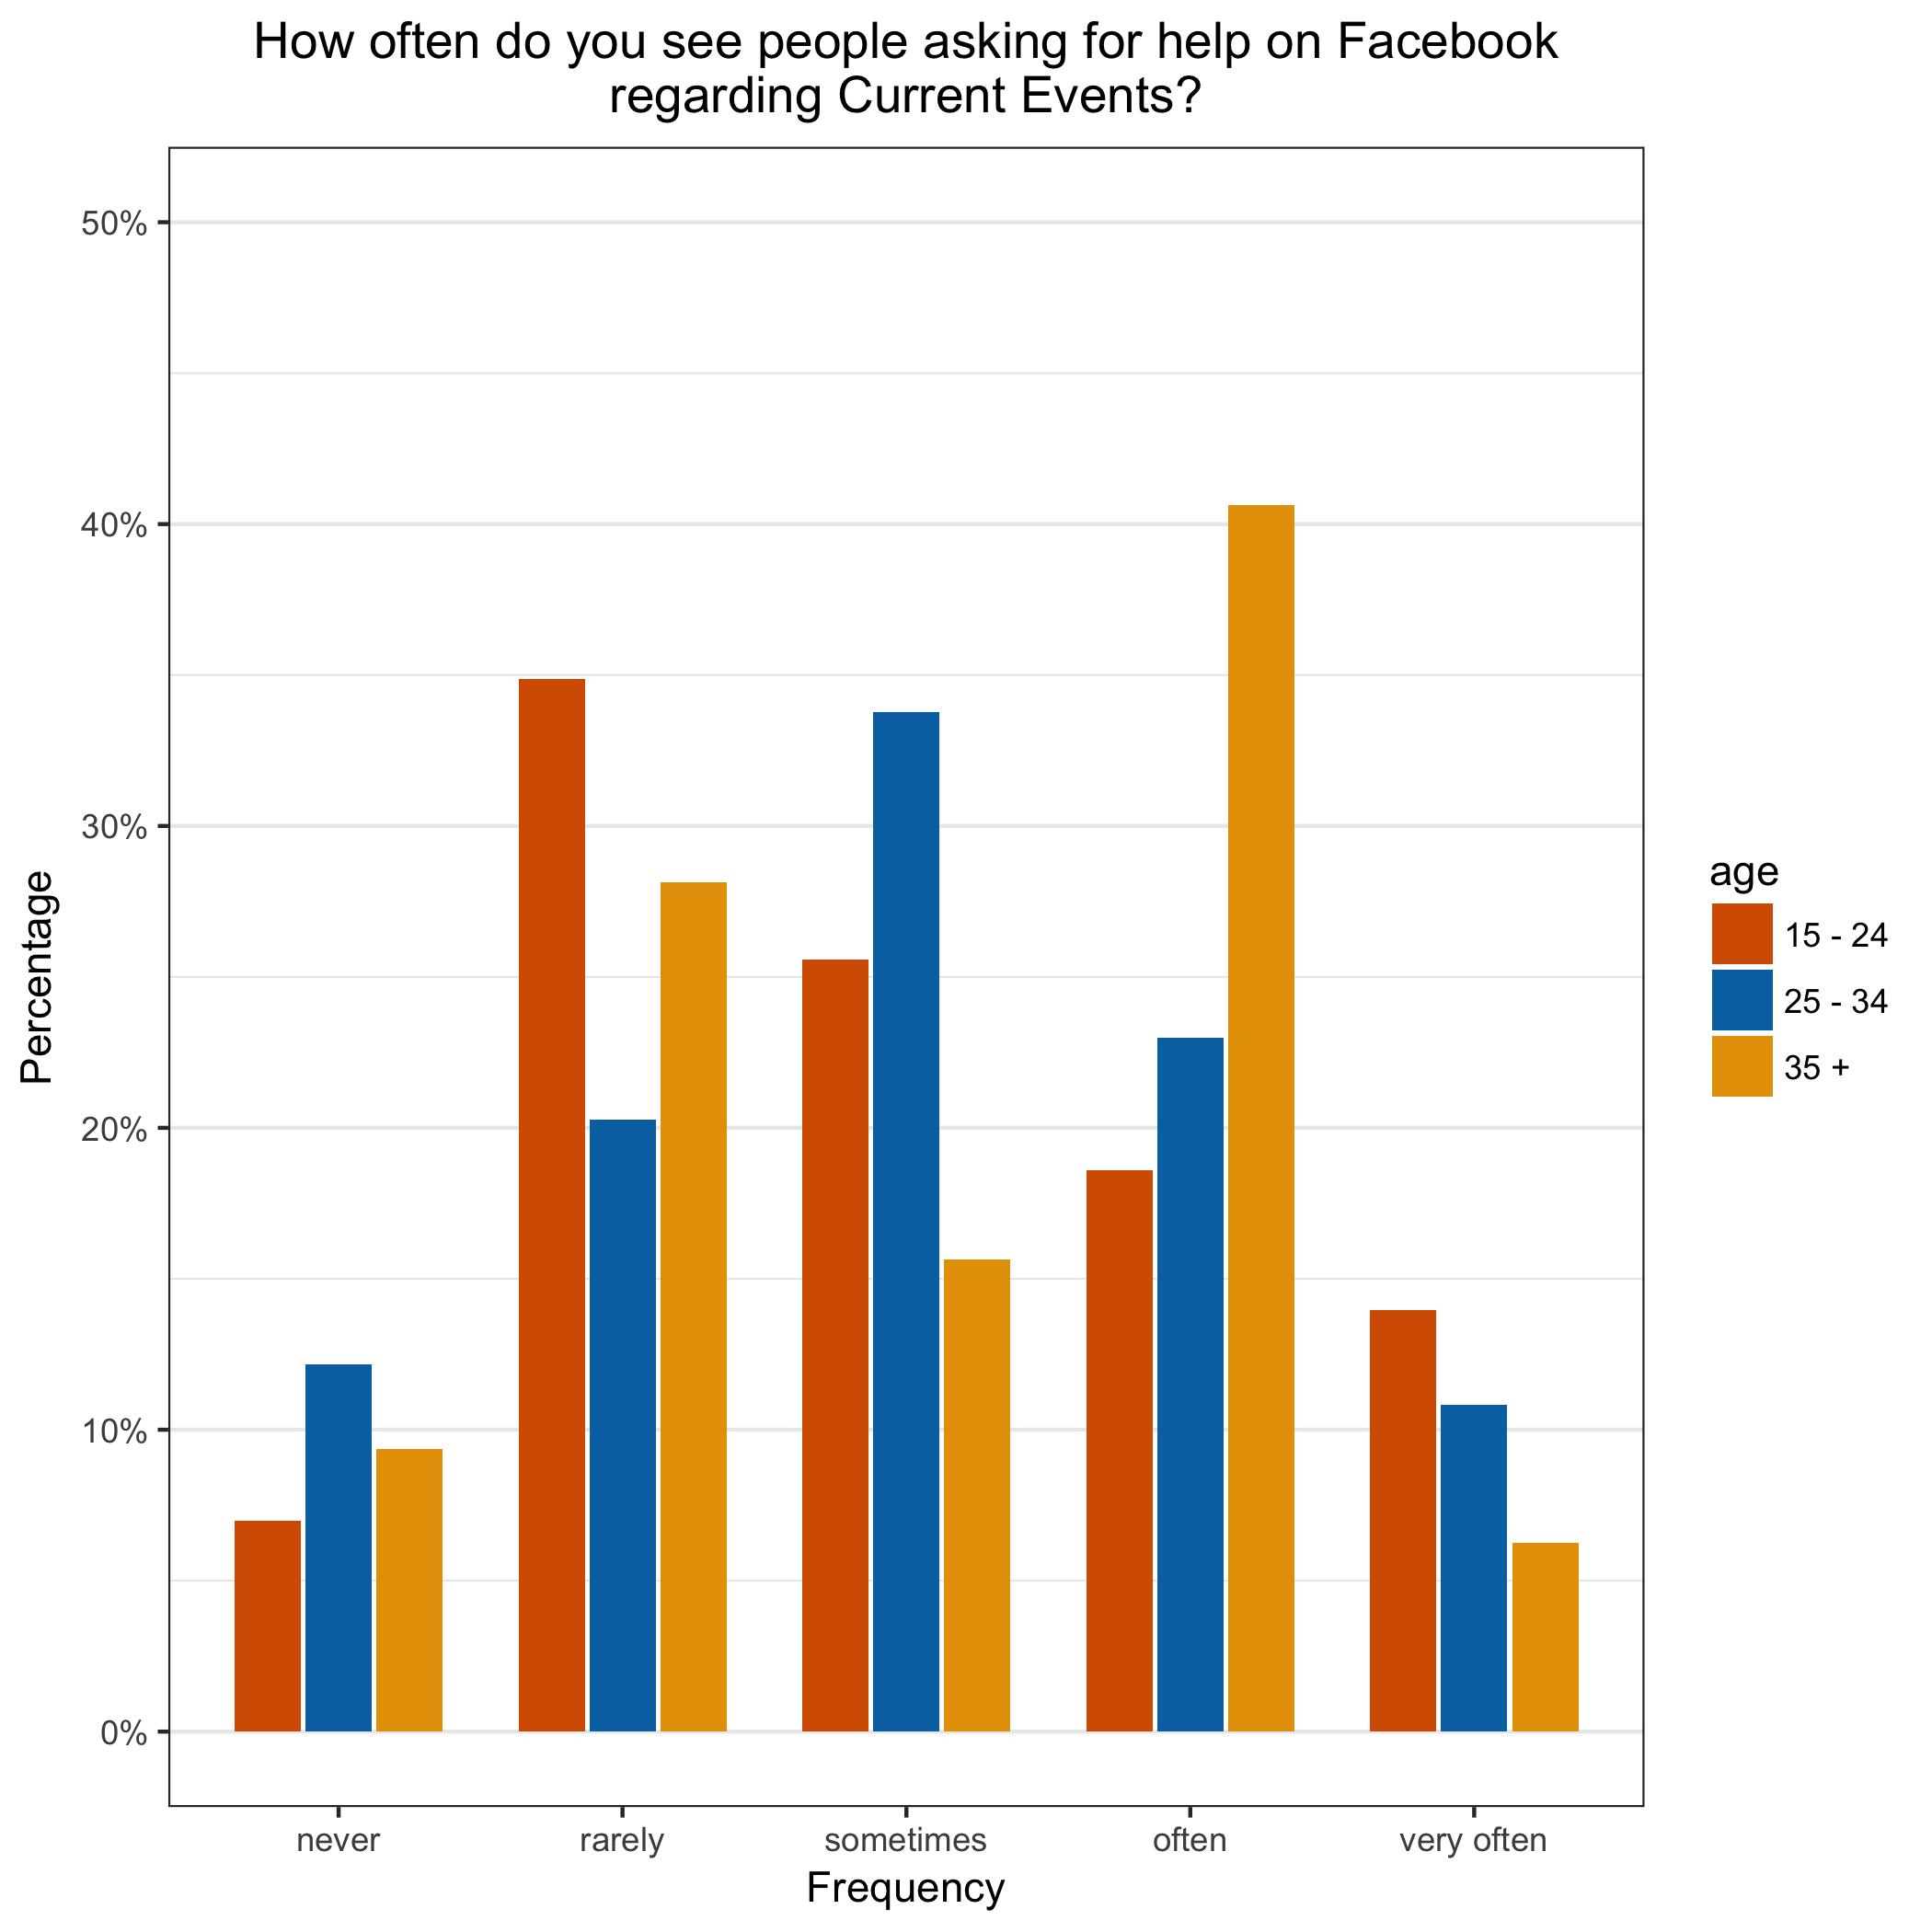 How often do you see people asking for help on Facebook
regarding Current Events?
50%
40%
30%
20%
10%
0%
Percentage
never
rarely
sometimes
often
very often
Frequency
age
15 - 24
25 - 34
35 +